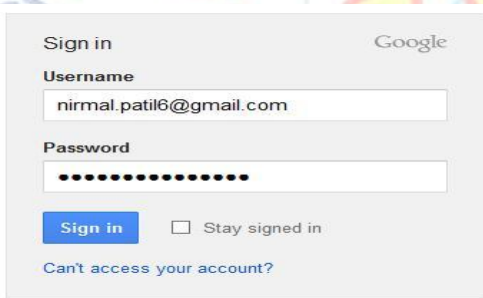 Sign in Google
Username
nirmal.patil6@gmail.com
Password
●●●●●●●●●●●●●●●
Sign in Stay signed in
Can't access your account?